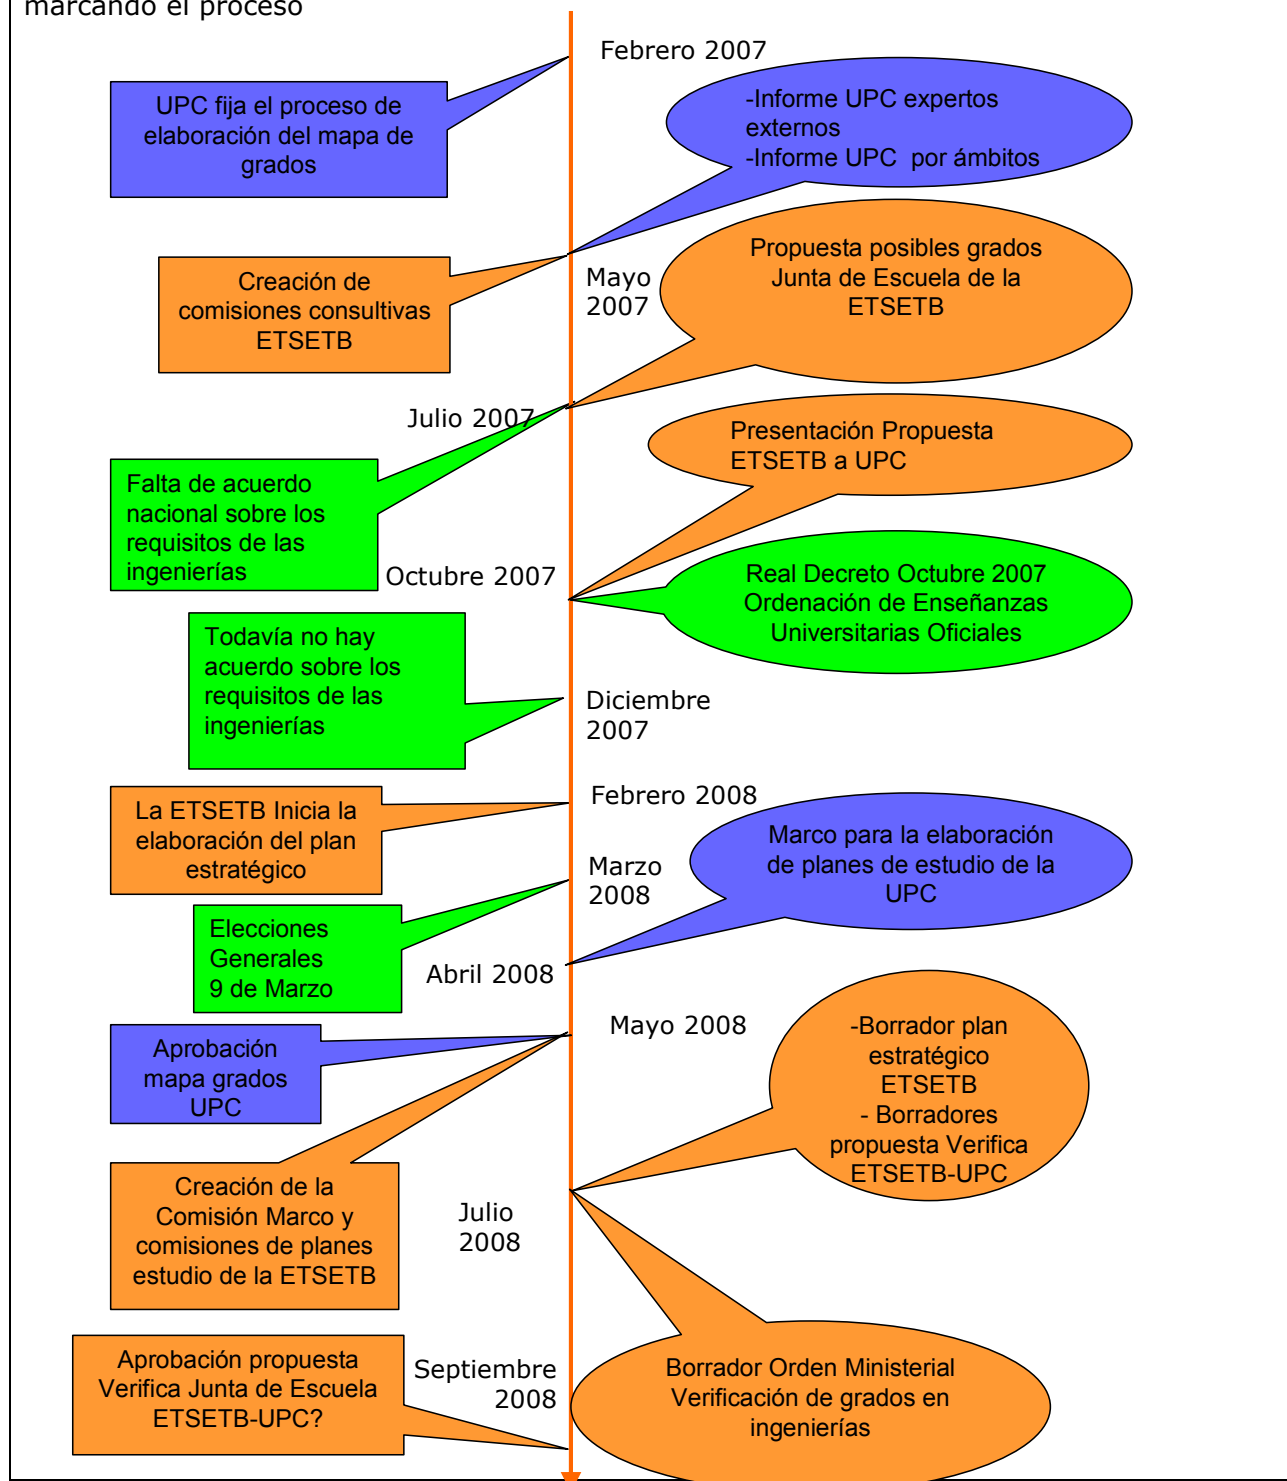 marcando el proceso
Febrero 2007
UPC fija el proceso de
elaboración del mapa de
grados
-Informe UPC expertos
externos
-Informe UPC por ámbitos
Creación de
comisiones consultivas
ETSETB
Mayo
2007
Propuesta posibles grados
Junta de Escuela de la
ETSETB
Julio 2007
Falta de acuerdo
nacional sobre los
requisitos de las
ingenierías
Presentación Propuesta
ETSETB a UPC
Octubre 2007
Real Decreto Octubre 2007
Ordenación de Enseñanzas
Universitarias Oficiales
Todavía no hay
acuerdo sobre los
requisitos de las
ingenierías
Diciembre
2007
La ETSETB Inicia la
elaboración del plan
estratégico
Febrero 2008
Marco para la elaboración
de planes de estudio de la
UPC
Marzo
2008
Elecciones
Generales
9 de Marzo
Abril 2008
Mayo 2008
Aprobación
mapa grados
UPC
-Borrador plan
estratégico
ETSETB
- Borradores
propuesta Verifica
ETSETB-UPC
Creación de la
Comisión Marco y
comisiones de planes
estudio de la ETSETB
Julio
2008
Aprobación propuesta
Verifica Junta de Escuela
ETSETB-UPC?
Septiembre
2008
Borrador Orden Ministerial
Verificación de grados en
ingenierías